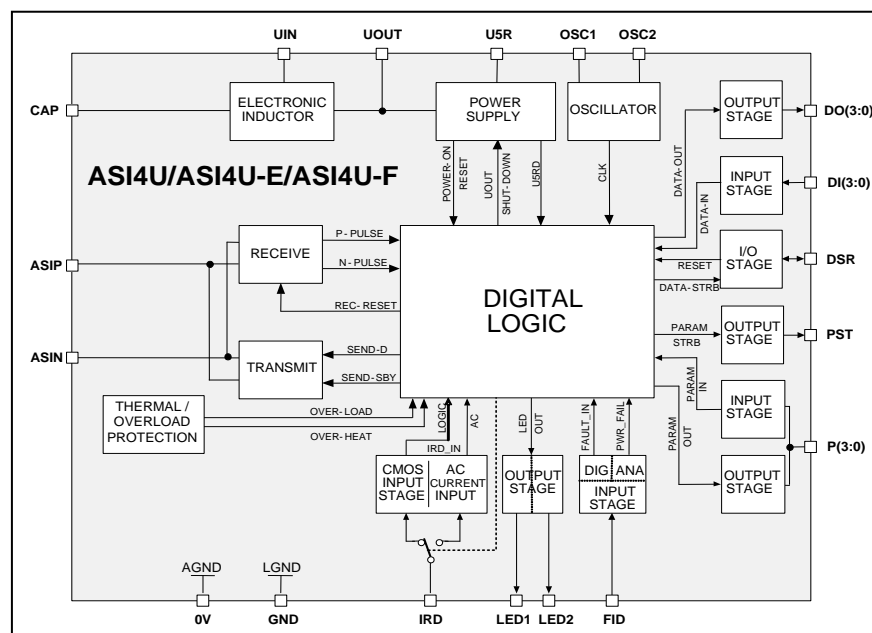 UIN UOUT U5R OSC1 OSC2
CAP
ELECTRONIC
INDUCTOR
POWER
SUPPLY
OSCILLATOR
OUTPUT
STAGE
DO(3:0)
ASI4U/ASI4U-E/ASI4U-F
POWER-ON
RESET
UOUT
SHUT-DOWN
U5RD
CLK
DATA-OUT
DATA-IN
INPUT
STAGE
DI(3:0)
ASIP
RECEIVE
P-PULSE
N-PULSE
REC-RESET
DIGITAL
LOGIC
RESET
DATA-STRB
I/O
STAGE
DSR
ASIN
TRANSMIT
SEND-D
SEND-SBY
PARAM
STRB
OUTPUT
STAGE
PST
PARAM
IN
INPUT
STAGE
THERMAL /
OVERLOAD
PROTECTION
OVER-LOAD
OVER-HEAT
LOGIC
AC
IRD_IN
LED
OUT
FAULT_IN
PWR_FAIL
PARAM
OUT
P(3:0)
CMOS
INPUT
STAGE
AC
CURRENT
INPUT
OUTPUT
STAGE
DIG ANA
INPUT
STAGE
OUTPUT
STAGE
AGND LGND
0V GND IRD LED1 LED2 FID